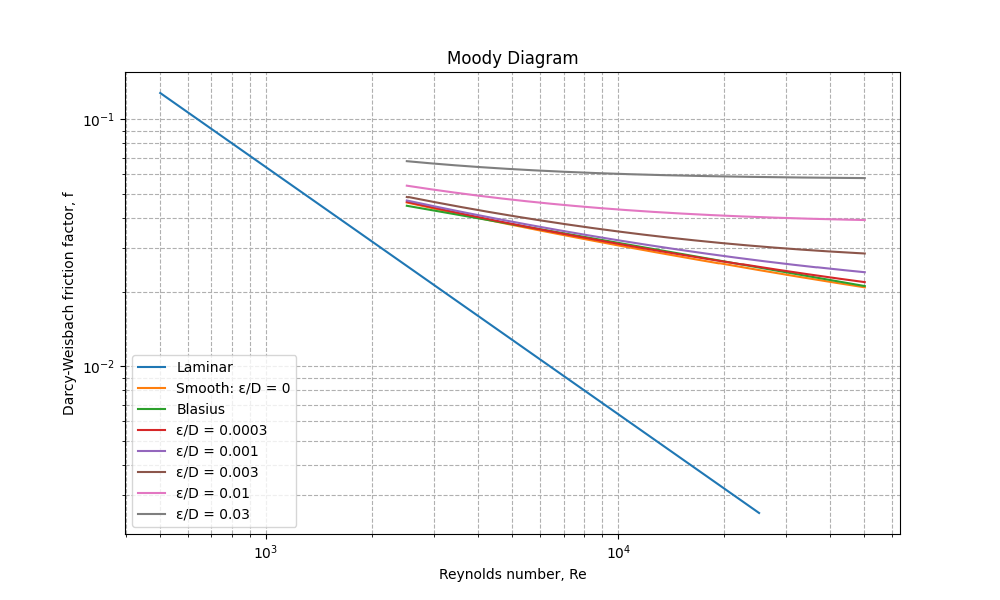 Moody Diagram
Darcy-Weisbach friction factor, f
10⁻¹
10⁻²
Laminar
Smooth: ε/D = 0
Blasius
ε/D = 0.0003
ε/D = 0.001
ε/D = 0.003
ε/D = 0.01
ε/D = 0.03
10³
10⁴
Reynolds number, Re